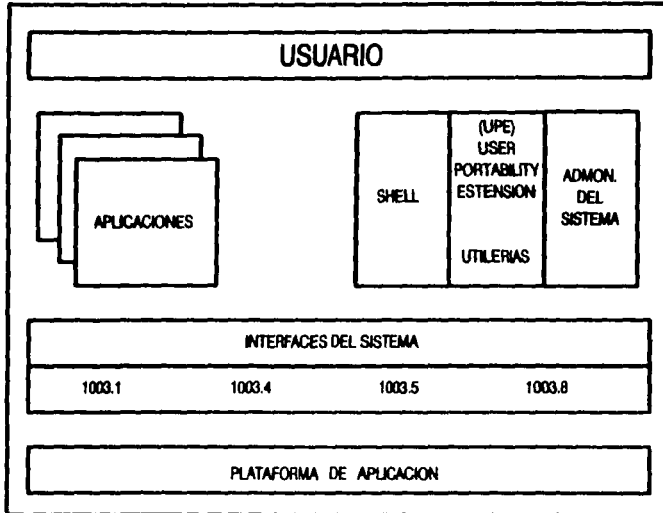 USUARIO
APLICACIONES
SHELL
(UPE)
USER
PORTABILITY
ESTENSION
UTILERIAS
ADMON.
DEL
SISTEMA
INTERFACES DEL SISTEMA
1003.1 1003.4 1003.5 1003.8
PLATAFORMA DE APLICACION